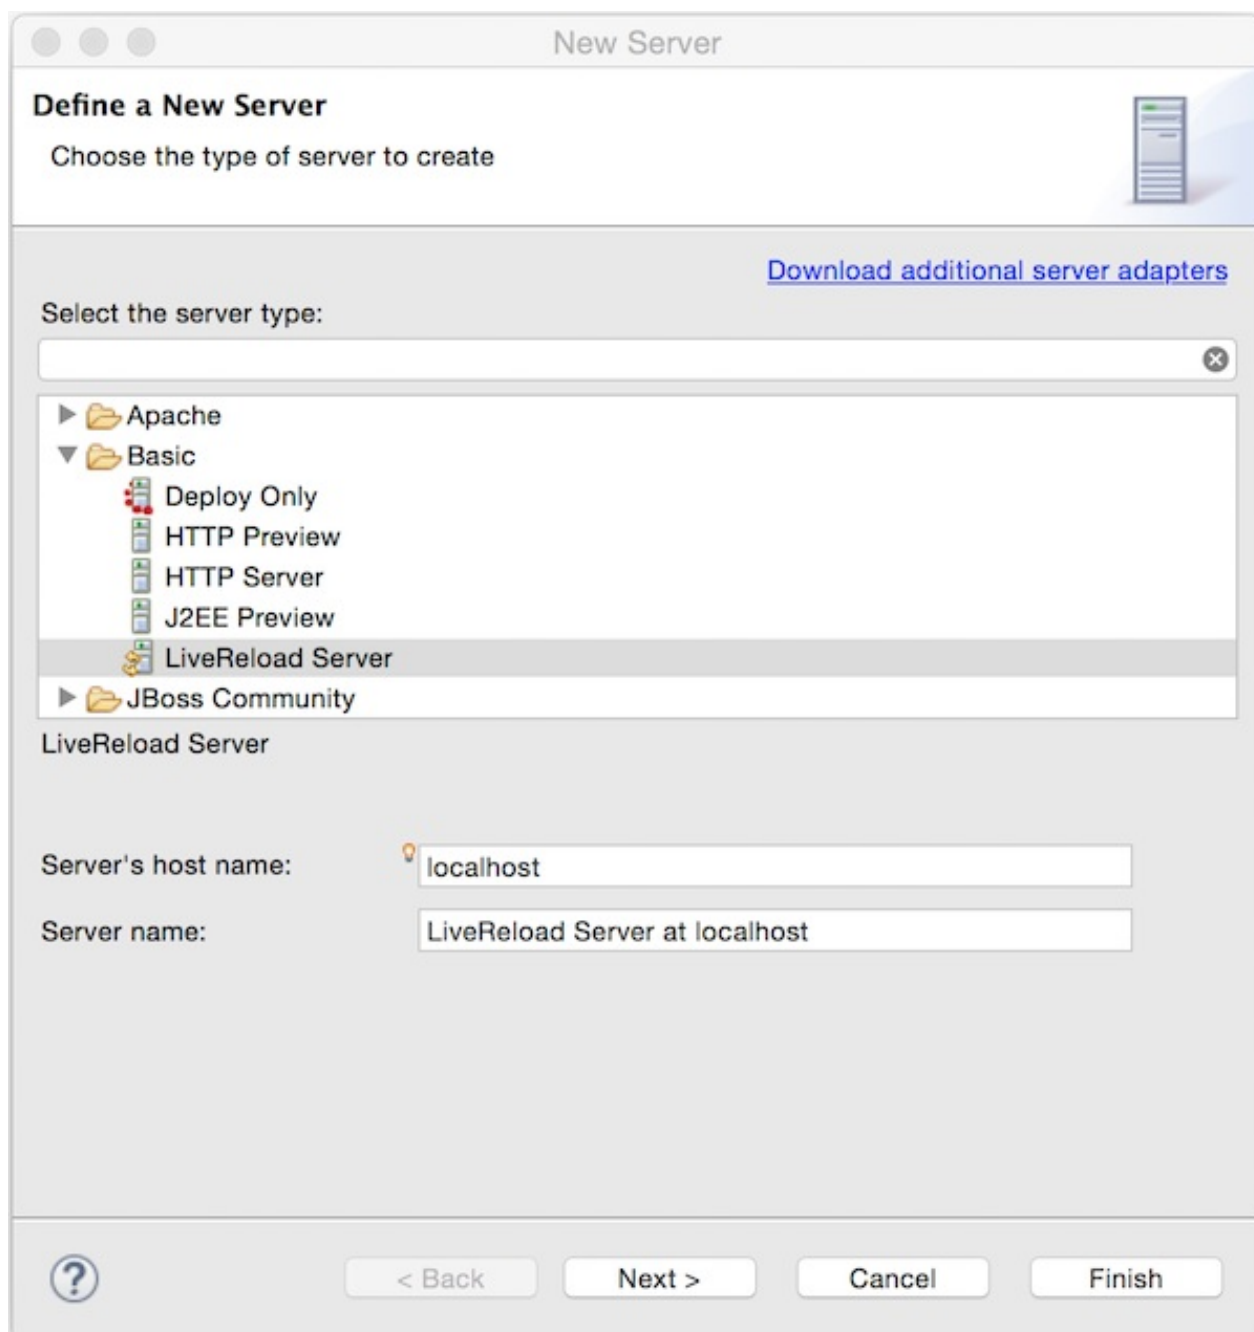 New Server
Define a New Server
Choose the type of server to create
Download additional server adapters
Select the server type:
Apache
Basic
Deploy Only
HTTP Preview
HTTP Server
J2EE Preview
LiveReload Server
JBoss Community
LiveReload Server
Server's host name: localhost
Server name: LiveReload Server at localhost
? < Back Next > Cancel Finish